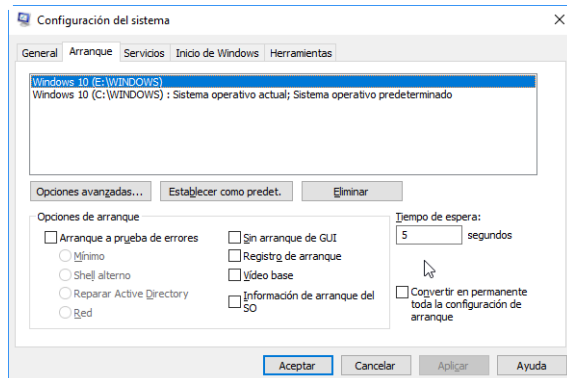 Configuración del sistema
General Arranque Servicios Inicio de Windows Herramientas
Windows 10 (E:\WINDOWS)
Windows 10 (C:\WINDOWS) : Sistema operativo actual; Sistema operativo predeterminado
Opciones avanzadas... Establecer como predet. Eliminar
Opciones de arranque
Arranque a prueba de errores
Mínimo
Shell alterno
Reparar Active Directory
Red
Sin arranque de GUI
Registro de arranque
Vídeo base
Información de arranque del
SO
Tiempo de espera:
5 segundos
Convertir en permanente
toda la configuración de
arranque
Aceptar Cancelar Aplicar Ayuda